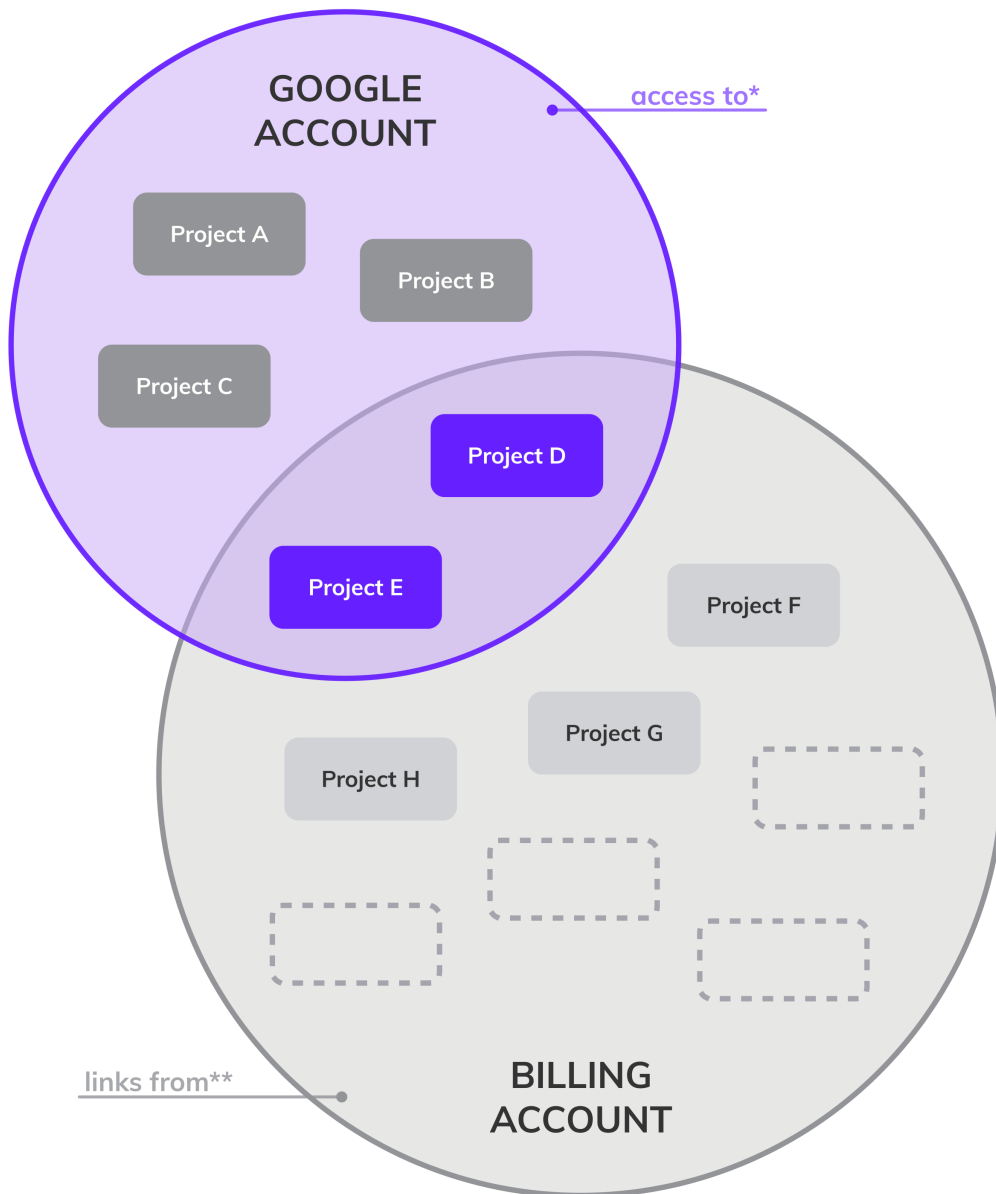 GOOGLE
ACCOUNT
access to*
Project A
Project B
Project C
Project D
Project E
Project F
Project G
Project H
links from**
BILLING
ACCOUNT